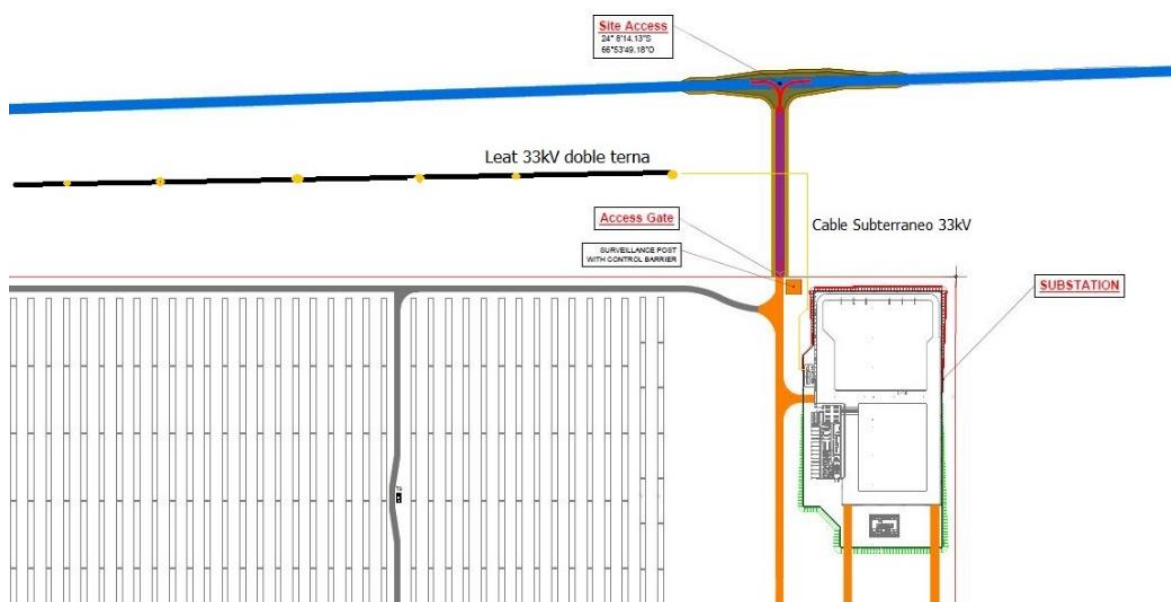 Site Access
24° 8'14.13"S
66°53'49.18"O
Leat 33kV doble terna
Access Gate
Cable Subterraneo 33kV
SURVEILLANCE POST
WITH CONTROL BARRIER
SUBSTATION